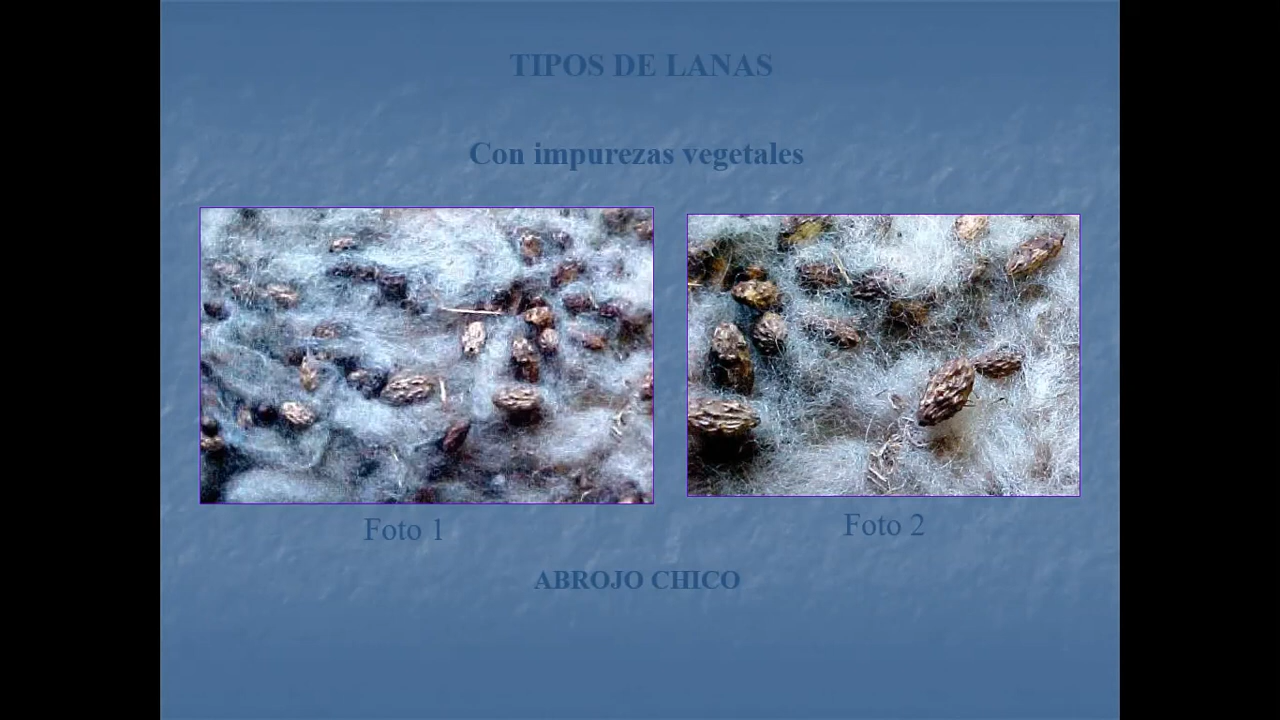 TIPOS DE LANAS
Con impurezas vegetales
Foto 1
Foto 2
ABROJO CHICO